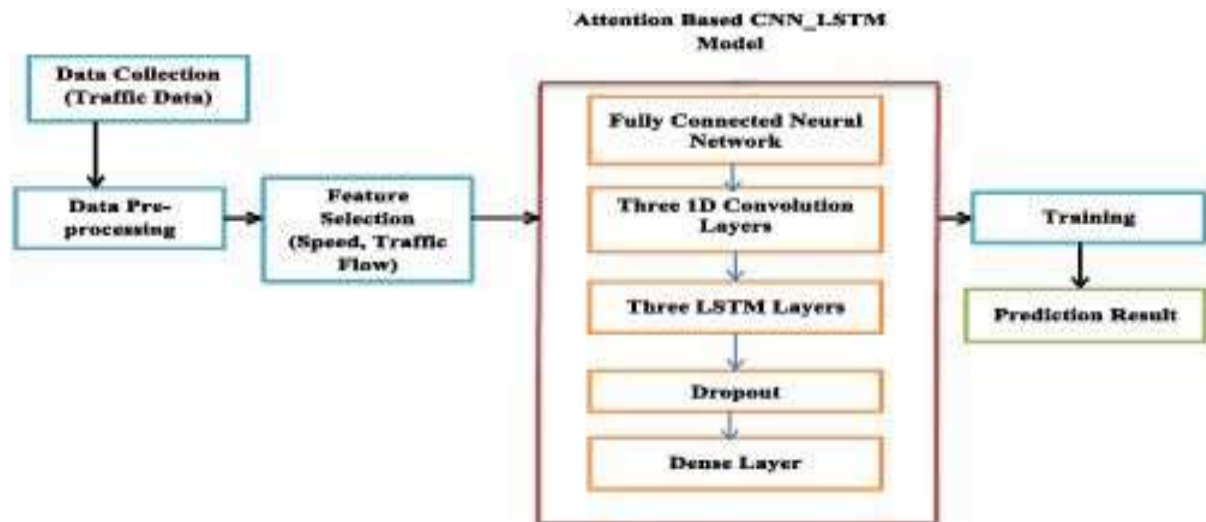 Attention Based CNN_LSTM
Model
Data Collection
(Traffic Data)
Data Pre-
processing
Feature
Selection
(Speed, Traffic
Flow)
Fully Connected Neural
Network
Three 1D Convolution
Layers
Three LSTM Layers
Dropout
Dense Layer
Training
Prediction Result